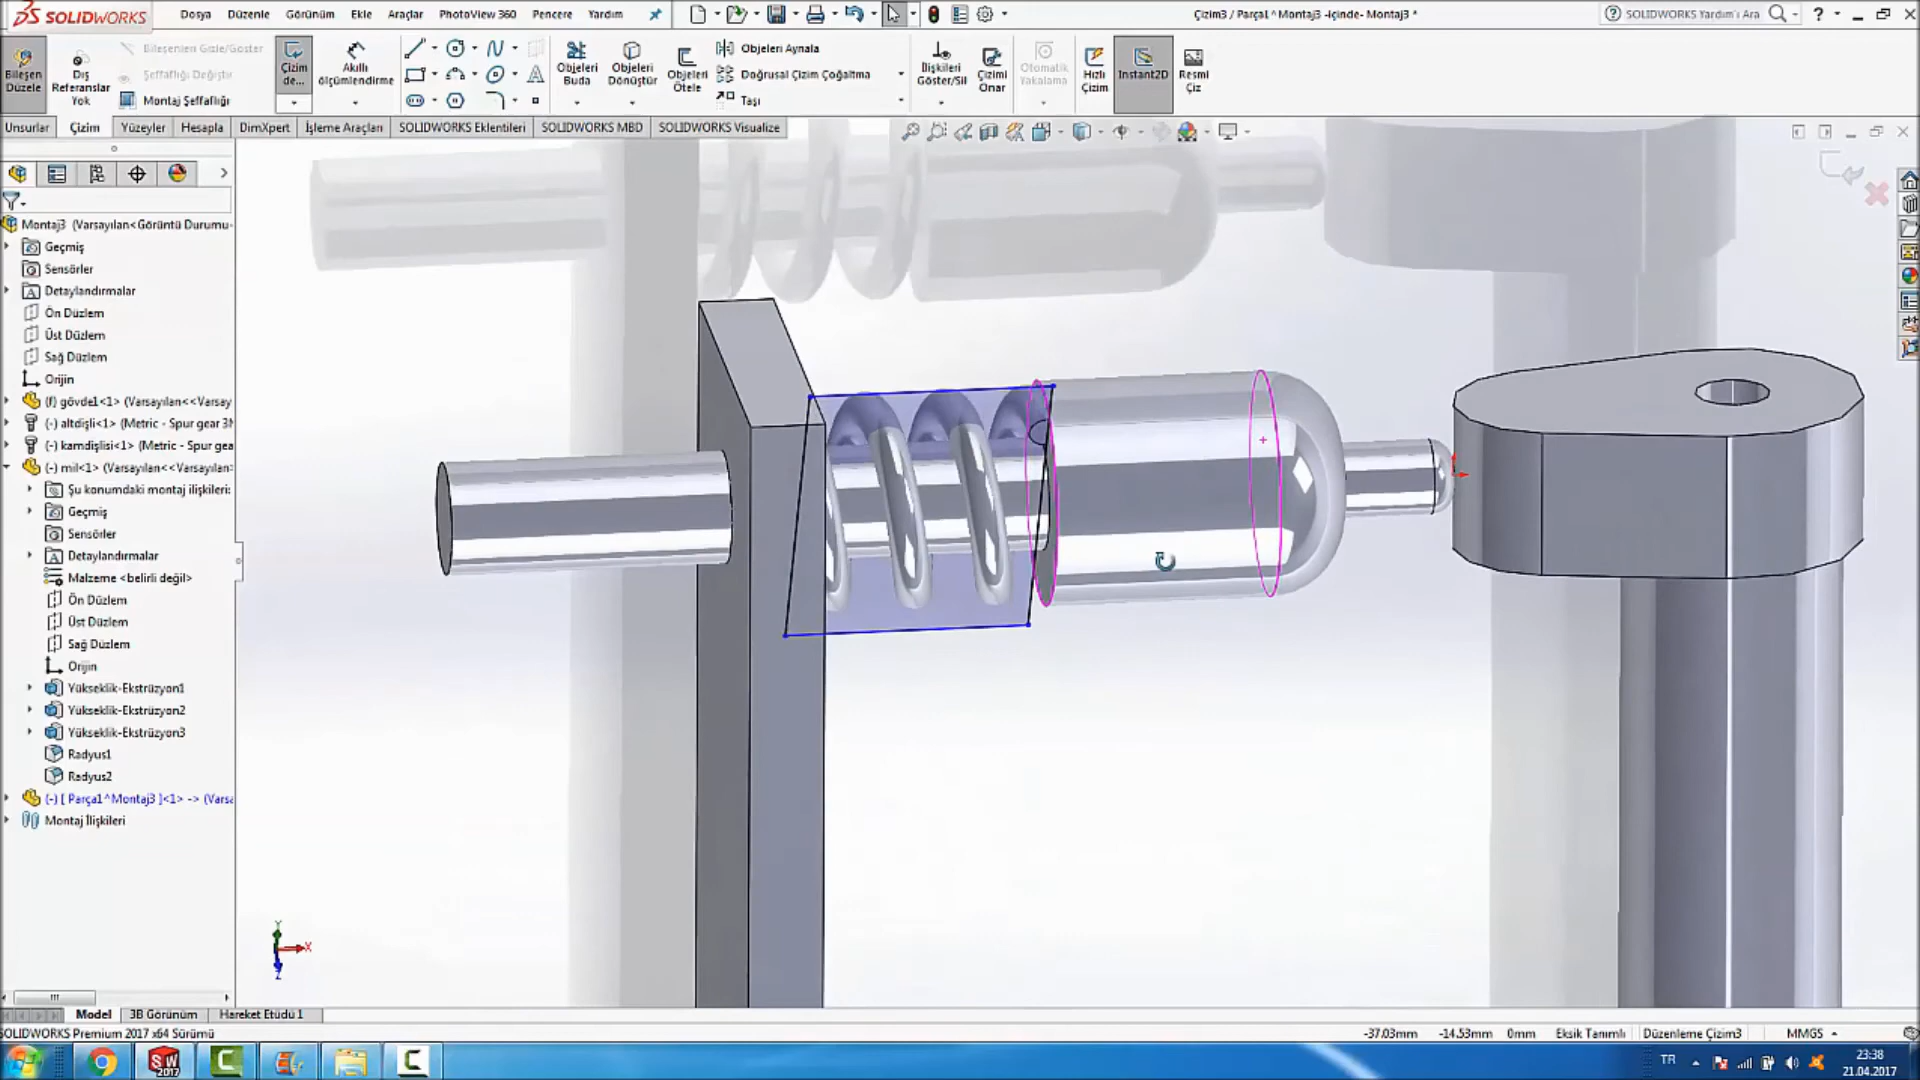 SOLIDWORKS
Dosya Düzenle Görünüm Ekle Araçlar PhotoView 360 Pencere Yardım
Çizim3 / Parça1 ^Montaj3 -içinde- Montaj3 *
SOLIDWORKS Yardım'ı Ara
Bileşen Düzele
Dış Referanslar Yok
Bileşenleri Gizle/Göster
Şeffaflığı Değiştir
Montaj Şeffaflığı
Çizim de...
Akıllı ölçümlendirme
Objeleri Buda
Objeleri Dönüştür
Objeleri Ötele
Objeleri Aynala
Doğrusal Çizim Çoğaltma
Taşı
İlişkileri Göster/Sil
Çizimi Onar
Otomatik Yakalama
Hızlı Çizim
Instant2D
Resmi Çiz
Unsurlar Çizim Yüzeyler Hesapla DimXpert İşleme Araçları SOLIDWORKS Eklentileri SOLIDWORKS MBD SOLIDWORKS Visualize
Montaj3 (Varsayılan<Görüntü Durumu-
Geçmiş
Sensörler
Detaylandırmalar
Ön Düzlem
Üst Düzlem
Sağ Düzlem
Orijin
(f) gövde1<1> (Varsayılan<<Varsay
(-) altdişli<1> (Metric - Spur gear 3M
(-) kamdişlisi<1> (Metric - Spur gea
(-) mil<1> (Varsayılan<<Varsayılan>
Şu konumdaki montaj ilişkileri:
Geçmiş
Sensörler
Detaylandırmalar
Malzeme <belirli değil>
Ön Düzlem
Üst Düzlem
Sağ Düzlem
Orijin
Yükseklik-Ekstrüzyon1
Yükseklik-Ekstrüzyon2
Yükseklik-Ekstrüzyon3
Radyus1
Radyus2
(-) [ Parça1^Montaj3 ]<1> -> (Varsa
Montaj İlişkileri
Y
X
Z
Model 3B Görünüm Hareket Etüdü 1
SOLIDWORKS Premium 2017 x64 Sürümü
-37.03mm -14.53mm 0mm Eksik Tanımlı Düzenleme Çizim3 MMGS
SW 2017
TR
23:38
21.04.2017